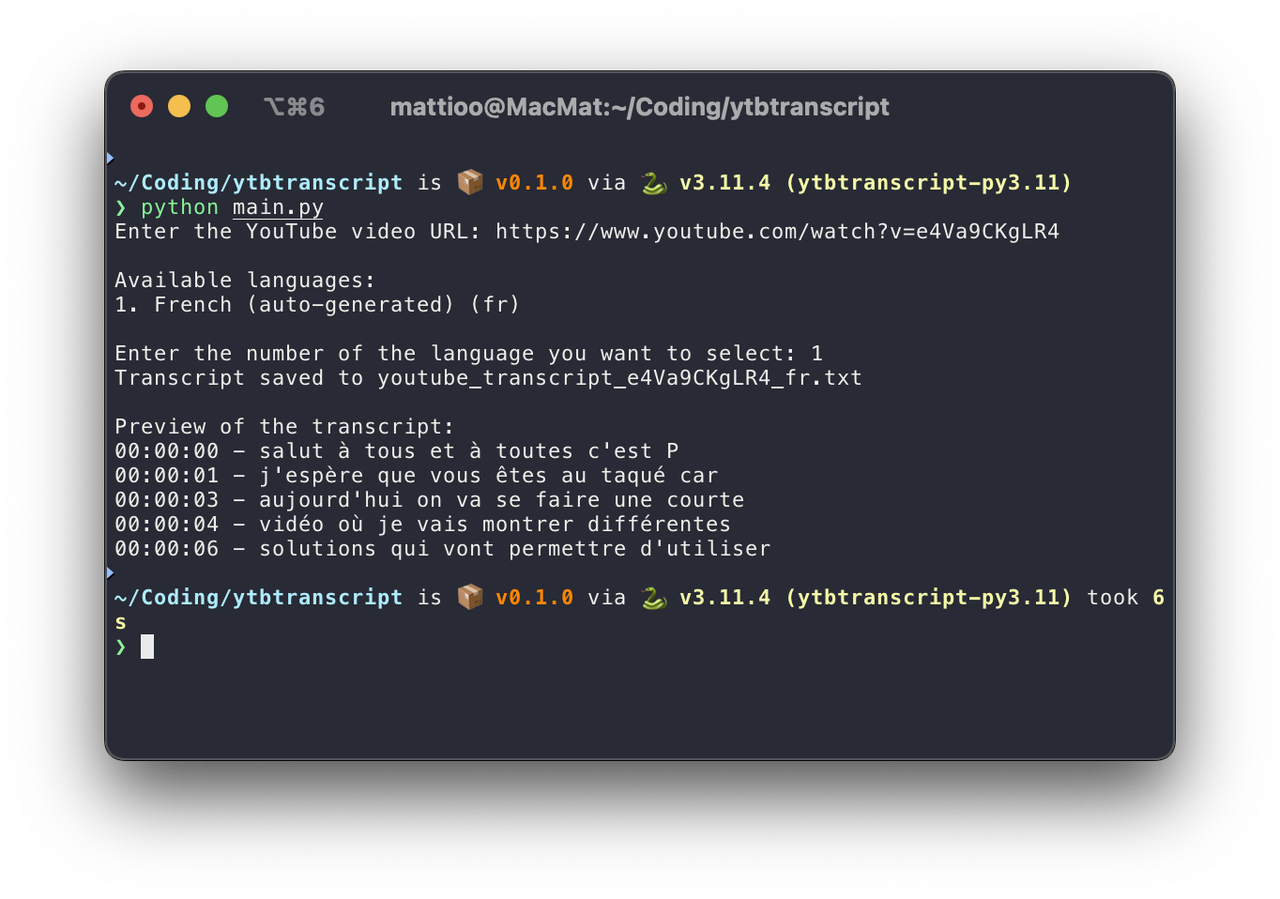 ⌥⌘6 mattioo@MacMat:~/Coding/ytbtranscript
~/Coding/ytbtranscript is 📦 v0.1.0 via 🐍 v3.11.4 (ytbtranscript-py3.11)
❯ python main.py
Enter the YouTube video URL: https://www.youtube.com/watch?v=e4Va9CKgLR4
Available languages:
1. French (auto-generated) (fr)
Enter the number of the language you want to select: 1
Transcript saved to youtube_transcript_e4Va9CKgLR4_fr.txt
Preview of the transcript:
00:00:00 - salut à tous et à toutes c'est P
00:00:01 - j'espère que vous êtes au taqué car
00:00:03 - aujourd'hui on va se faire une courte
00:00:04 - vidéo où je vais montrer différentes
00:00:06 - solutions qui vont permettre d'utiliser
~/Coding/ytbtranscript is 📦 v0.1.0 via 🐍 v3.11.4 (ytbtranscript-py3.11) took 6
s
❯